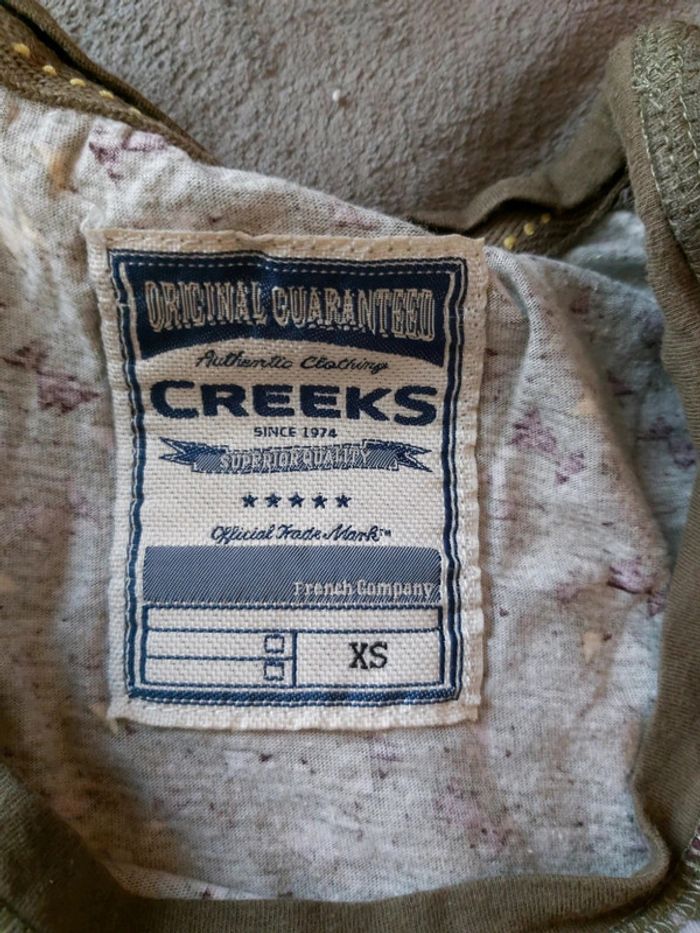 ORIGINAL GUARANTEED
Authentic Clothing
CREEKS
SINCE 1974
SUPERIOR QUALITY
Official Trade Mark™
French Company
XS